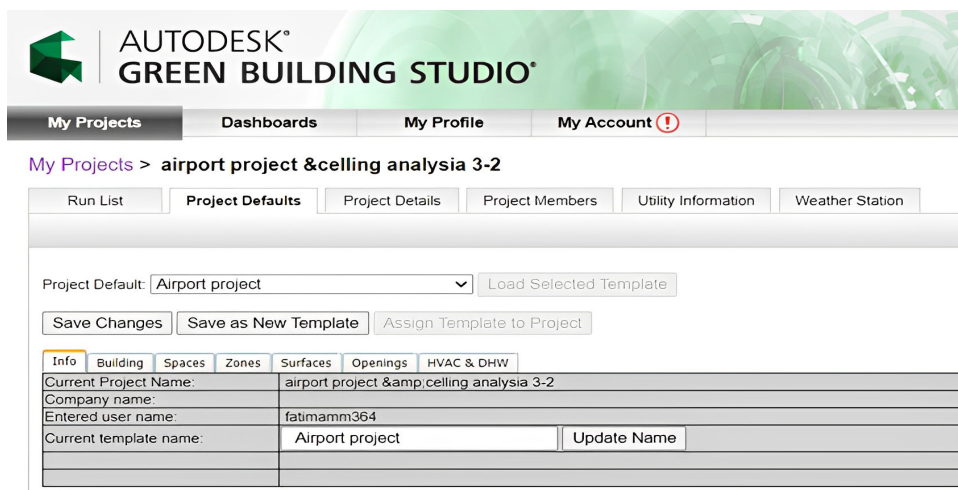 AUTODESK®
GREEN BUILDING STUDIO®
My Projects Dashboards My Profile My Account !
My Projects > airport project &celling analysia 3-2
Run List Project Defaults Project Details Project Members Utility Information Weather Station
Project Default: Airport project Load Selected Template
Save Changes Save as New Template Assign Template to Project
Info Building Spaces Zones Surfaces Openings HVAC & DHW
Current Project Name: airport project &amp;celling analysis 3-2
Company name:
Entered user name: fatimamm364
Current template name: Airport project Update Name